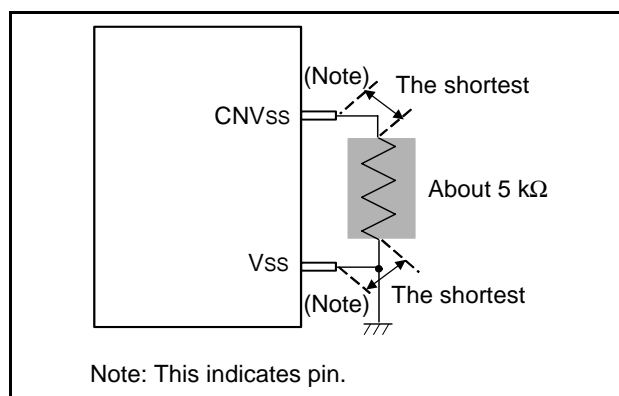 (Note)
The shortest
CNVSS
About 5 kΩ
VSS
The shortest
(Note)
Note: This indicates pin.